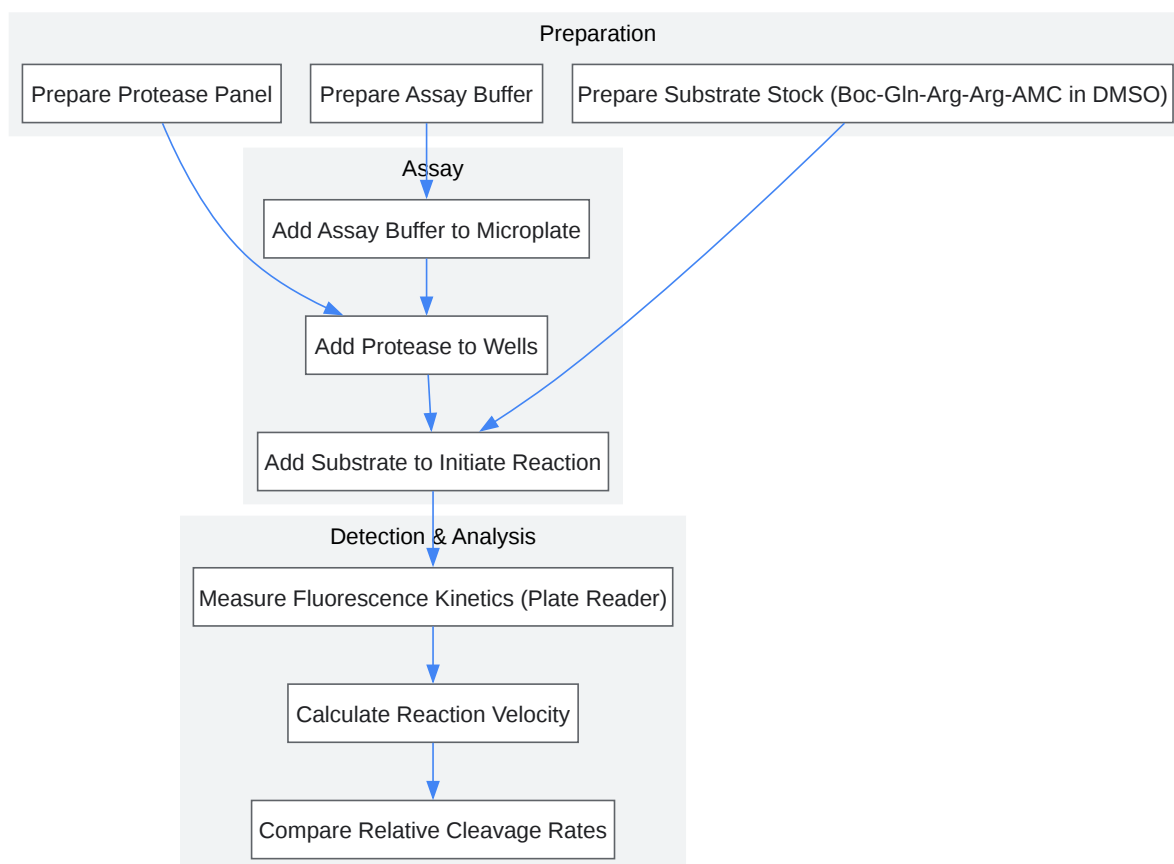 Preparation
Prepare Protease Panel
Prepare Assay Buffer
Prepare Substrate Stock (Boc-Gln-Arg-Arg-AMC in DMSO)
Assay
Add Assay Buffer to Microplate
Add Protease to Wells
Add Substrate to Initiate Reaction
Detection & Analysis
Measure Fluorescence Kinetics (Plate Reader)
Calculate Reaction Velocity
Compare Relative Cleavage Rates